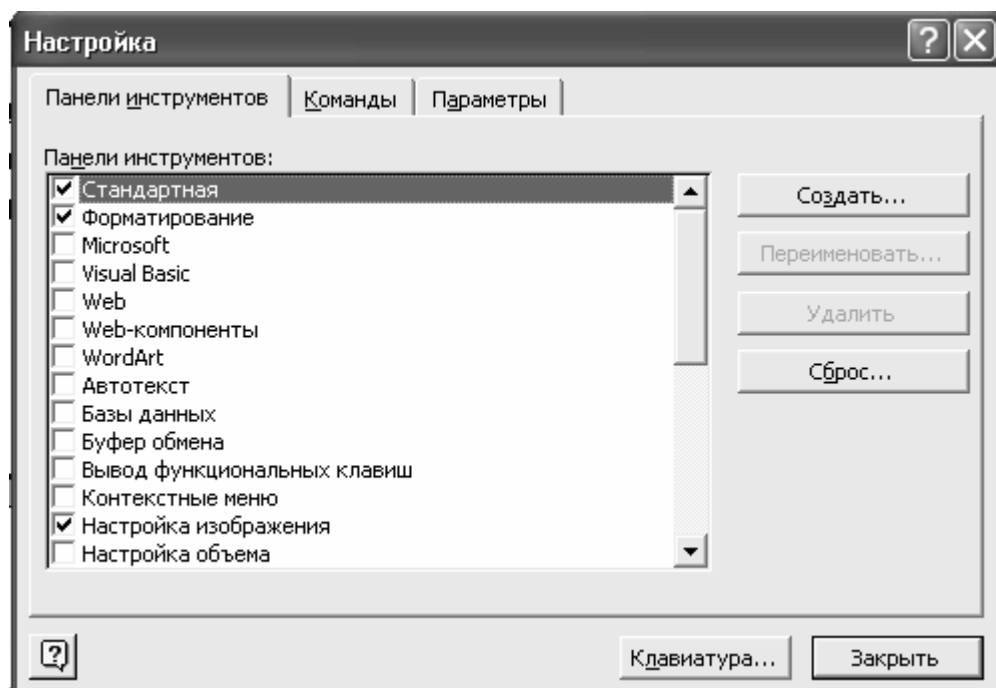 Настройка
Панели инструментов
Команды
Параметры
Панели инструментов:
Стандартная
Форматирование
Microsoft
Visual Basic
Web
Web-компоненты
WordArt
Автотекст
Базы данных
Буфер обмена
Вывод функциональных клавиш
Контекстные меню
Настройка изображения
Настройка объема
Создать...
Переименовать...
Удалить
Сброс...
Клавиатура...
Закрыть